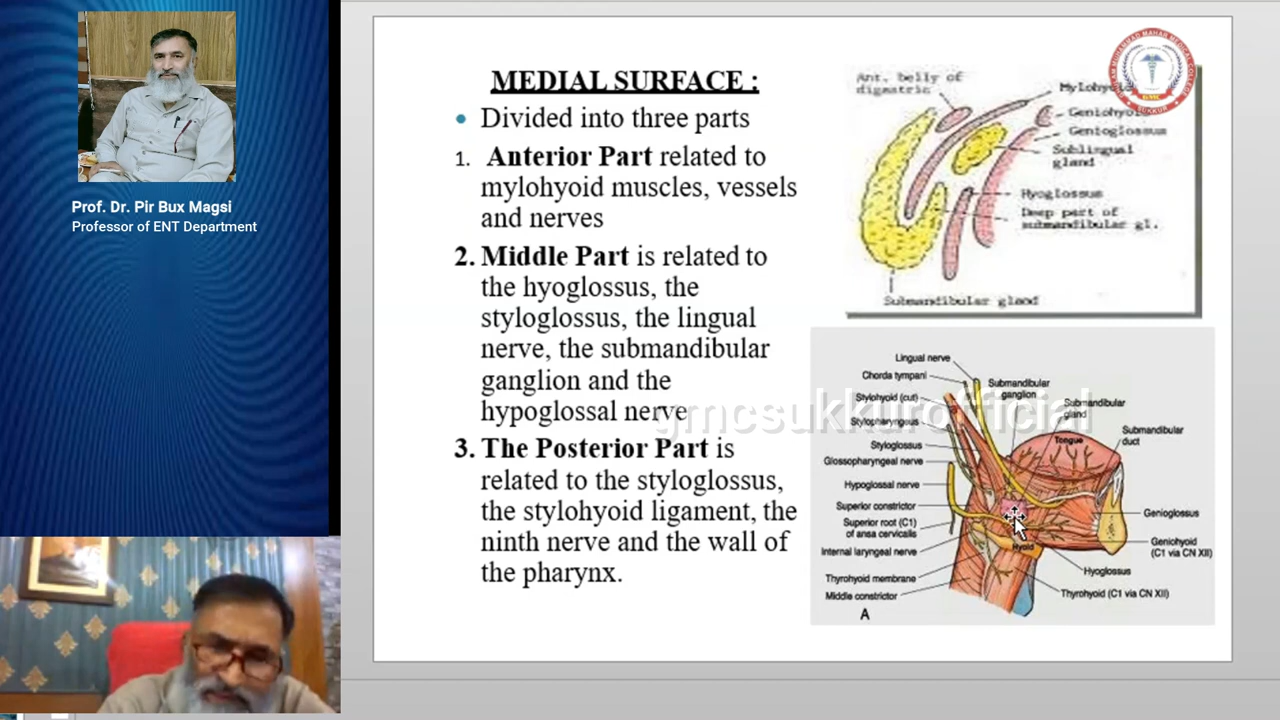 Prof. Dr. Pir Bux Magsi
Professor of ENT Department
MEDIAL SURFACE :
• Divided into three parts
1. Anterior Part related to
mylohyoid muscles, vessels
and nerves
2. Middle Part is related to
the hyoglossus, the
styloglossus, the lingual
nerve, the submandibular
ganglion and the
hypoglossal nerve
3. The Posterior Part is
related to the styloglossus,
the stylohyoid ligament, the
ninth nerve and the wall of
the pharynx.
Ant. belly of
digmatric
Genioglossus
Sublingual
gland
Hyoglossus
Deep part of
submandibular gl.
Submandibular gland
gmcsukkurofficial
Lingual nerve
Chorda tympani
Stylohyoid (cut)
Stylopharyngeus
Styloglossus
Glossopharyngeal nerve
Hypoglossal nerve
Superior constrictor
Superior root (C1)
of ansa cervicalis
Internal laryngeal nerve
Thyrohyoid membrane
Middle constrictor
A
Submandibular
ganglion
Submandibular
gland
Submandibular
duct
Tongue
Genioglossus
Geniohyoid
(C1 via CN XII)
Hyoglossus
Thyrohyoid (C1 via CN XII)
Hyoid